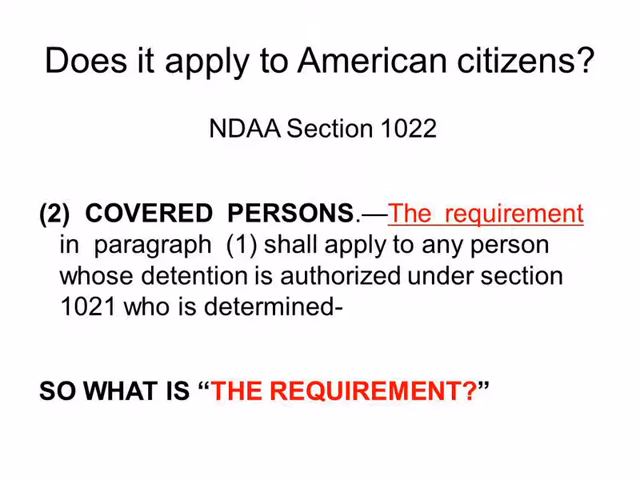 Does it apply to American citizens?
NDAA Section 1022
(2) COVERED PERSONS.—The requirement
in paragraph (1) shall apply to any person
whose detention is authorized under section
1021 who is determined-
SO WHAT IS “THE REQUIREMENT?”